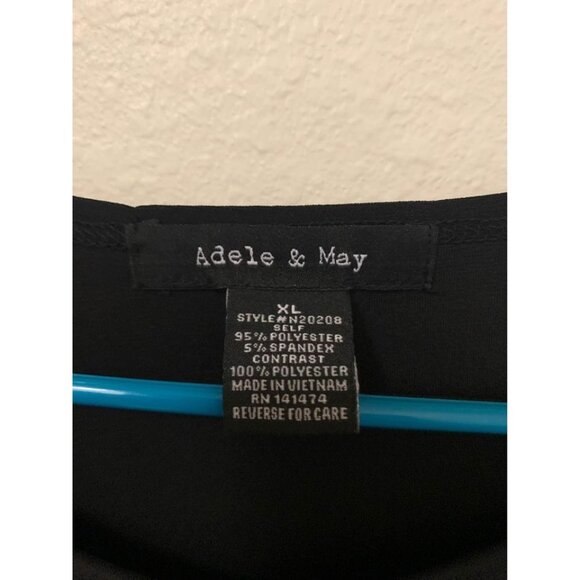 Adele & May
XL
STYLE#N20208
SELF
95% POLYESTER
5% SPANDEX
CONTRAST
100% POLYESTER
MADE IN VIETNAM
RN 141474
REVERSE FOR CARE